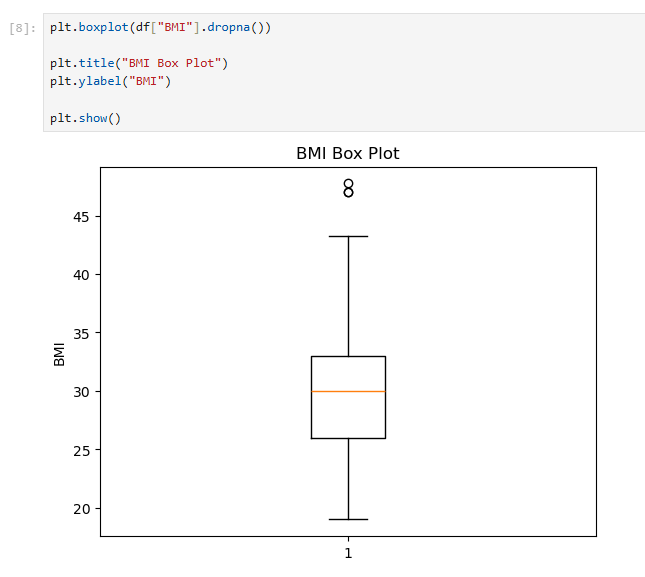 [8]:
plt.boxplot(df["BMI"].dropna())
plt.title("BMI Box Plot")
plt.ylabel("BMI")
plt.show()
BMI Box Plot
45
40
35
30
25
20
BMI
1